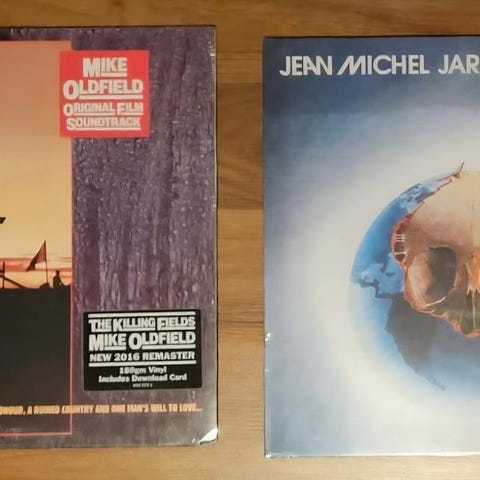 MIKE
OLDFIELD
ORIGINAL FILM
SOUNDTRACK
THE KILLING FIELDS
MIKE OLDFIELD
NEW 2016 REMASTER
180gm Vinyl
Includes Download Card
A RUINED COUNTRY AND ONE MAN'S WILL TO LOVE...
JEAN MICHEL JAR